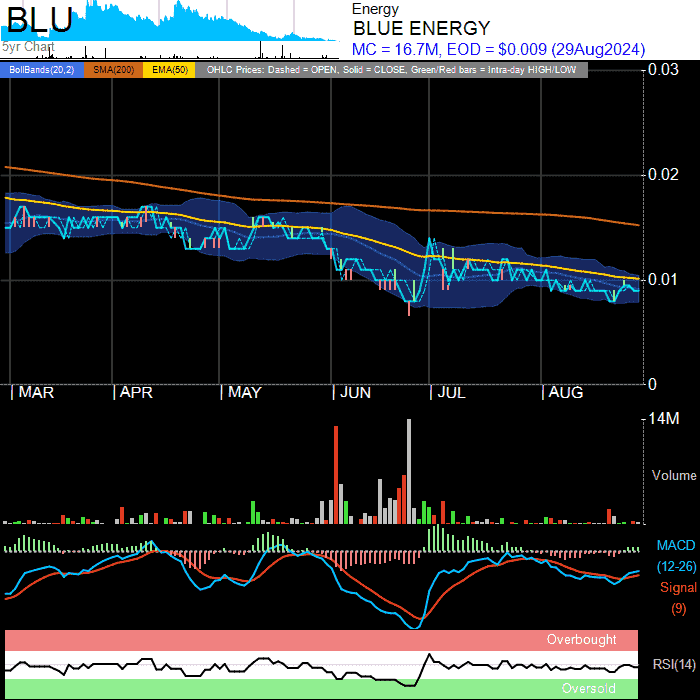 BLU
5yr Chart
Energy
BLUE ENERGY
MC = 16.7M, EOD = $0.009 (29Aug2024)
BollBands(20,2) SMA(200) EMA(50) OHLC Prices: Dashed = OPEN, Solid = CLOSE, Green/Red bars = Intra-day HIGH/LOW
0.03
0.02
0.01
0
MAR APR MAY JUN JUL AUG
14M
Volume
MACD
(12-26)
Signal
(9)
Overbought
RSI(14)
Oversold